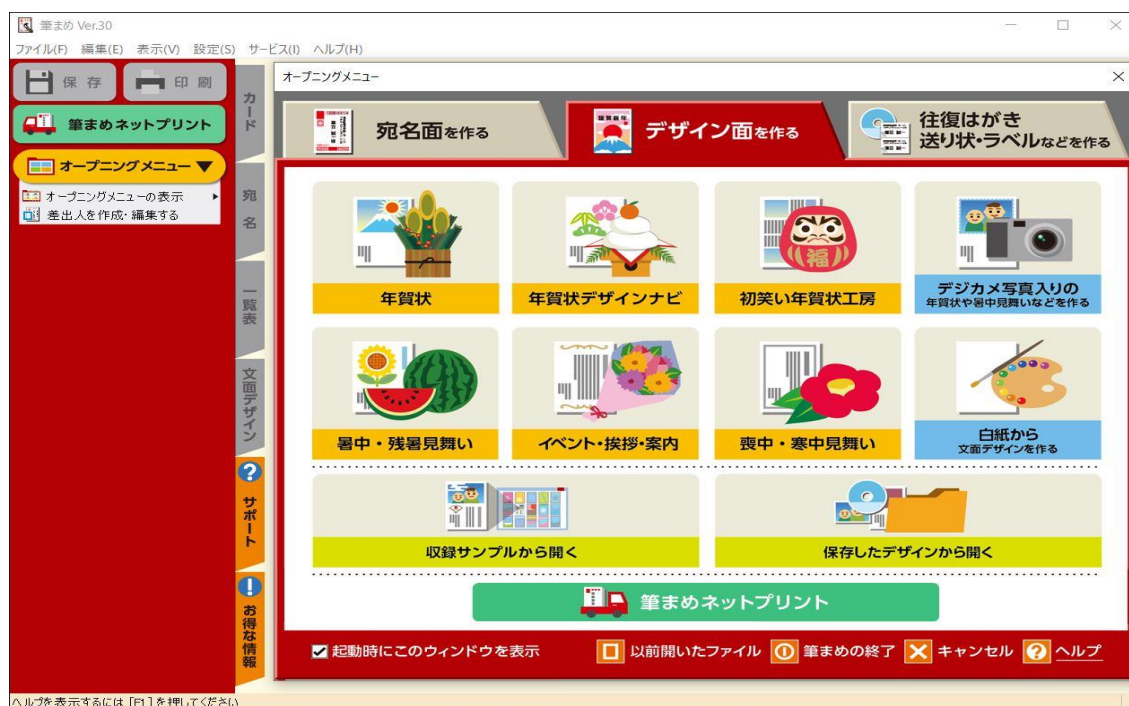 筆まめ Ver.30
ファイル(F) 編集(E) 表示(V) 設定(S) サービス(I) ヘルプ(H)
保存
印刷
筆まめネットプリント
オープニングメニュー▼
オープニングメニューの表示
差出人を作成・編集する
カード
宛名
一覧表
文面デザイン
サポート
お得な情報
オープニングメニュー
宛名面を作る
デザイン面を作る
往復はがき
送り状・ラベルなどを作る
年賀状
年賀状デザインナビ
福
初笑い年賀状工房
デジカメ写真入りの
年賀状や暑中見舞いなどを作る
暑中・残暑見舞い
イベント・挨拶・案内
喪中・寒中見舞い
白紙から
文面デザインを作る
収録サンプルから開く
保存したデザインから開く
筆まめネットプリント
起動時にこのウィンドウを表示
以前開いたファイル
筆まめの終了
キャンセル
ヘルプ
ヘルプを表示するには [F1] を押してください